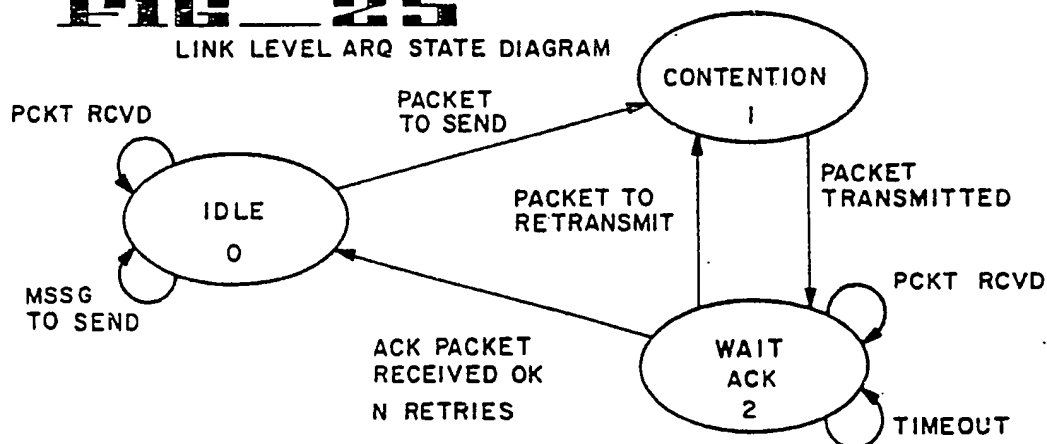 FIG_25
LINK LEVEL ARQ STATE DIAGRAM
CONTENTION
1
PACKET
TO SEND
PCKT RCVD
IDLE
0
PACKET TO
RETRANSMIT
PACKET
TRANSMITTED
MSSG
TO SEND
PCKT RCVD
ACK PACKET
RECEIVED OK
N RETRIES
WAIT
ACK
2
TIMEOUT